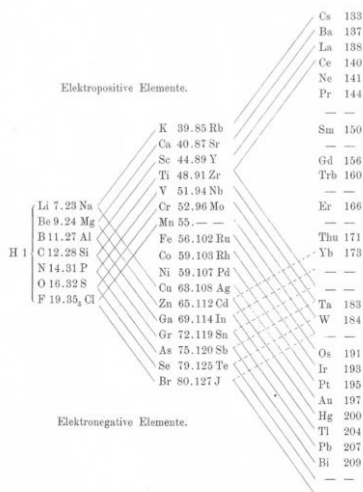 Elektropositive Elemente.
H 1
Li 7.23 Na
Be 9.24 Mg
B 11.27 Al
C 12.28 Si
N 14.31 P
O 16.32 S
F 19.35,5 Cl
K 39.85 Rb
Ca 40.87 Sr
Sc 44.89 Y
Ti 48.91 Zr
V 51.94 Nb
Cr 52.96 Mo
Mn 55.— —
Fe 56.102 Ru
Co 59.103 Rh
Ni 59.107 Pd
Cu 63.108 Ag
Zn 65.112 Cd
Ga 69.114 In
Gr 72.119 Sn
As 75.120 Sb
Se 79.125 Te
Br 80.127 J
Cs 133
Ba 137
La 138
Ce 140
Ne 141
Pr 144
— —
Sm 150
— —
Gd 156
Trb 160
— —
Er 166
— —
Thu 171
Yb 173
— —
— —
Ta 183
W 184
— —
Os 191
Ir 193
Pt 195
Au 197
Hg 200
Tl 204
Pb 207
Bi 209
— —
— —
Elektronegative Elemente.